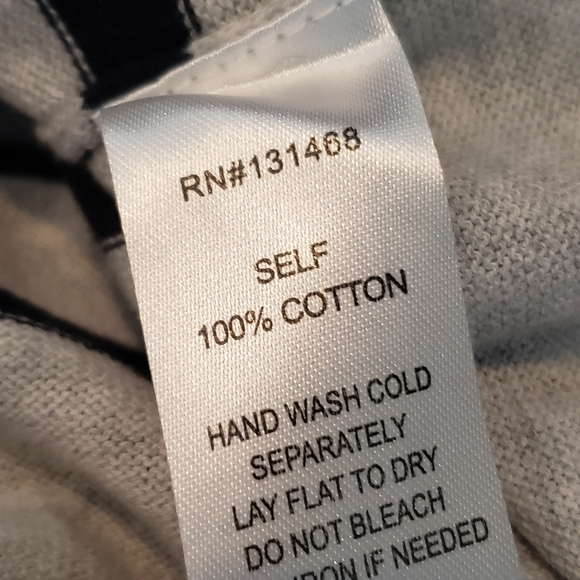 RN#131468
SELF
100% COTTON
HAND WASH COLD
SEPARATELY
LAY FLAT TO DRY
DO NOT BLEACH
IRON IF NEEDED